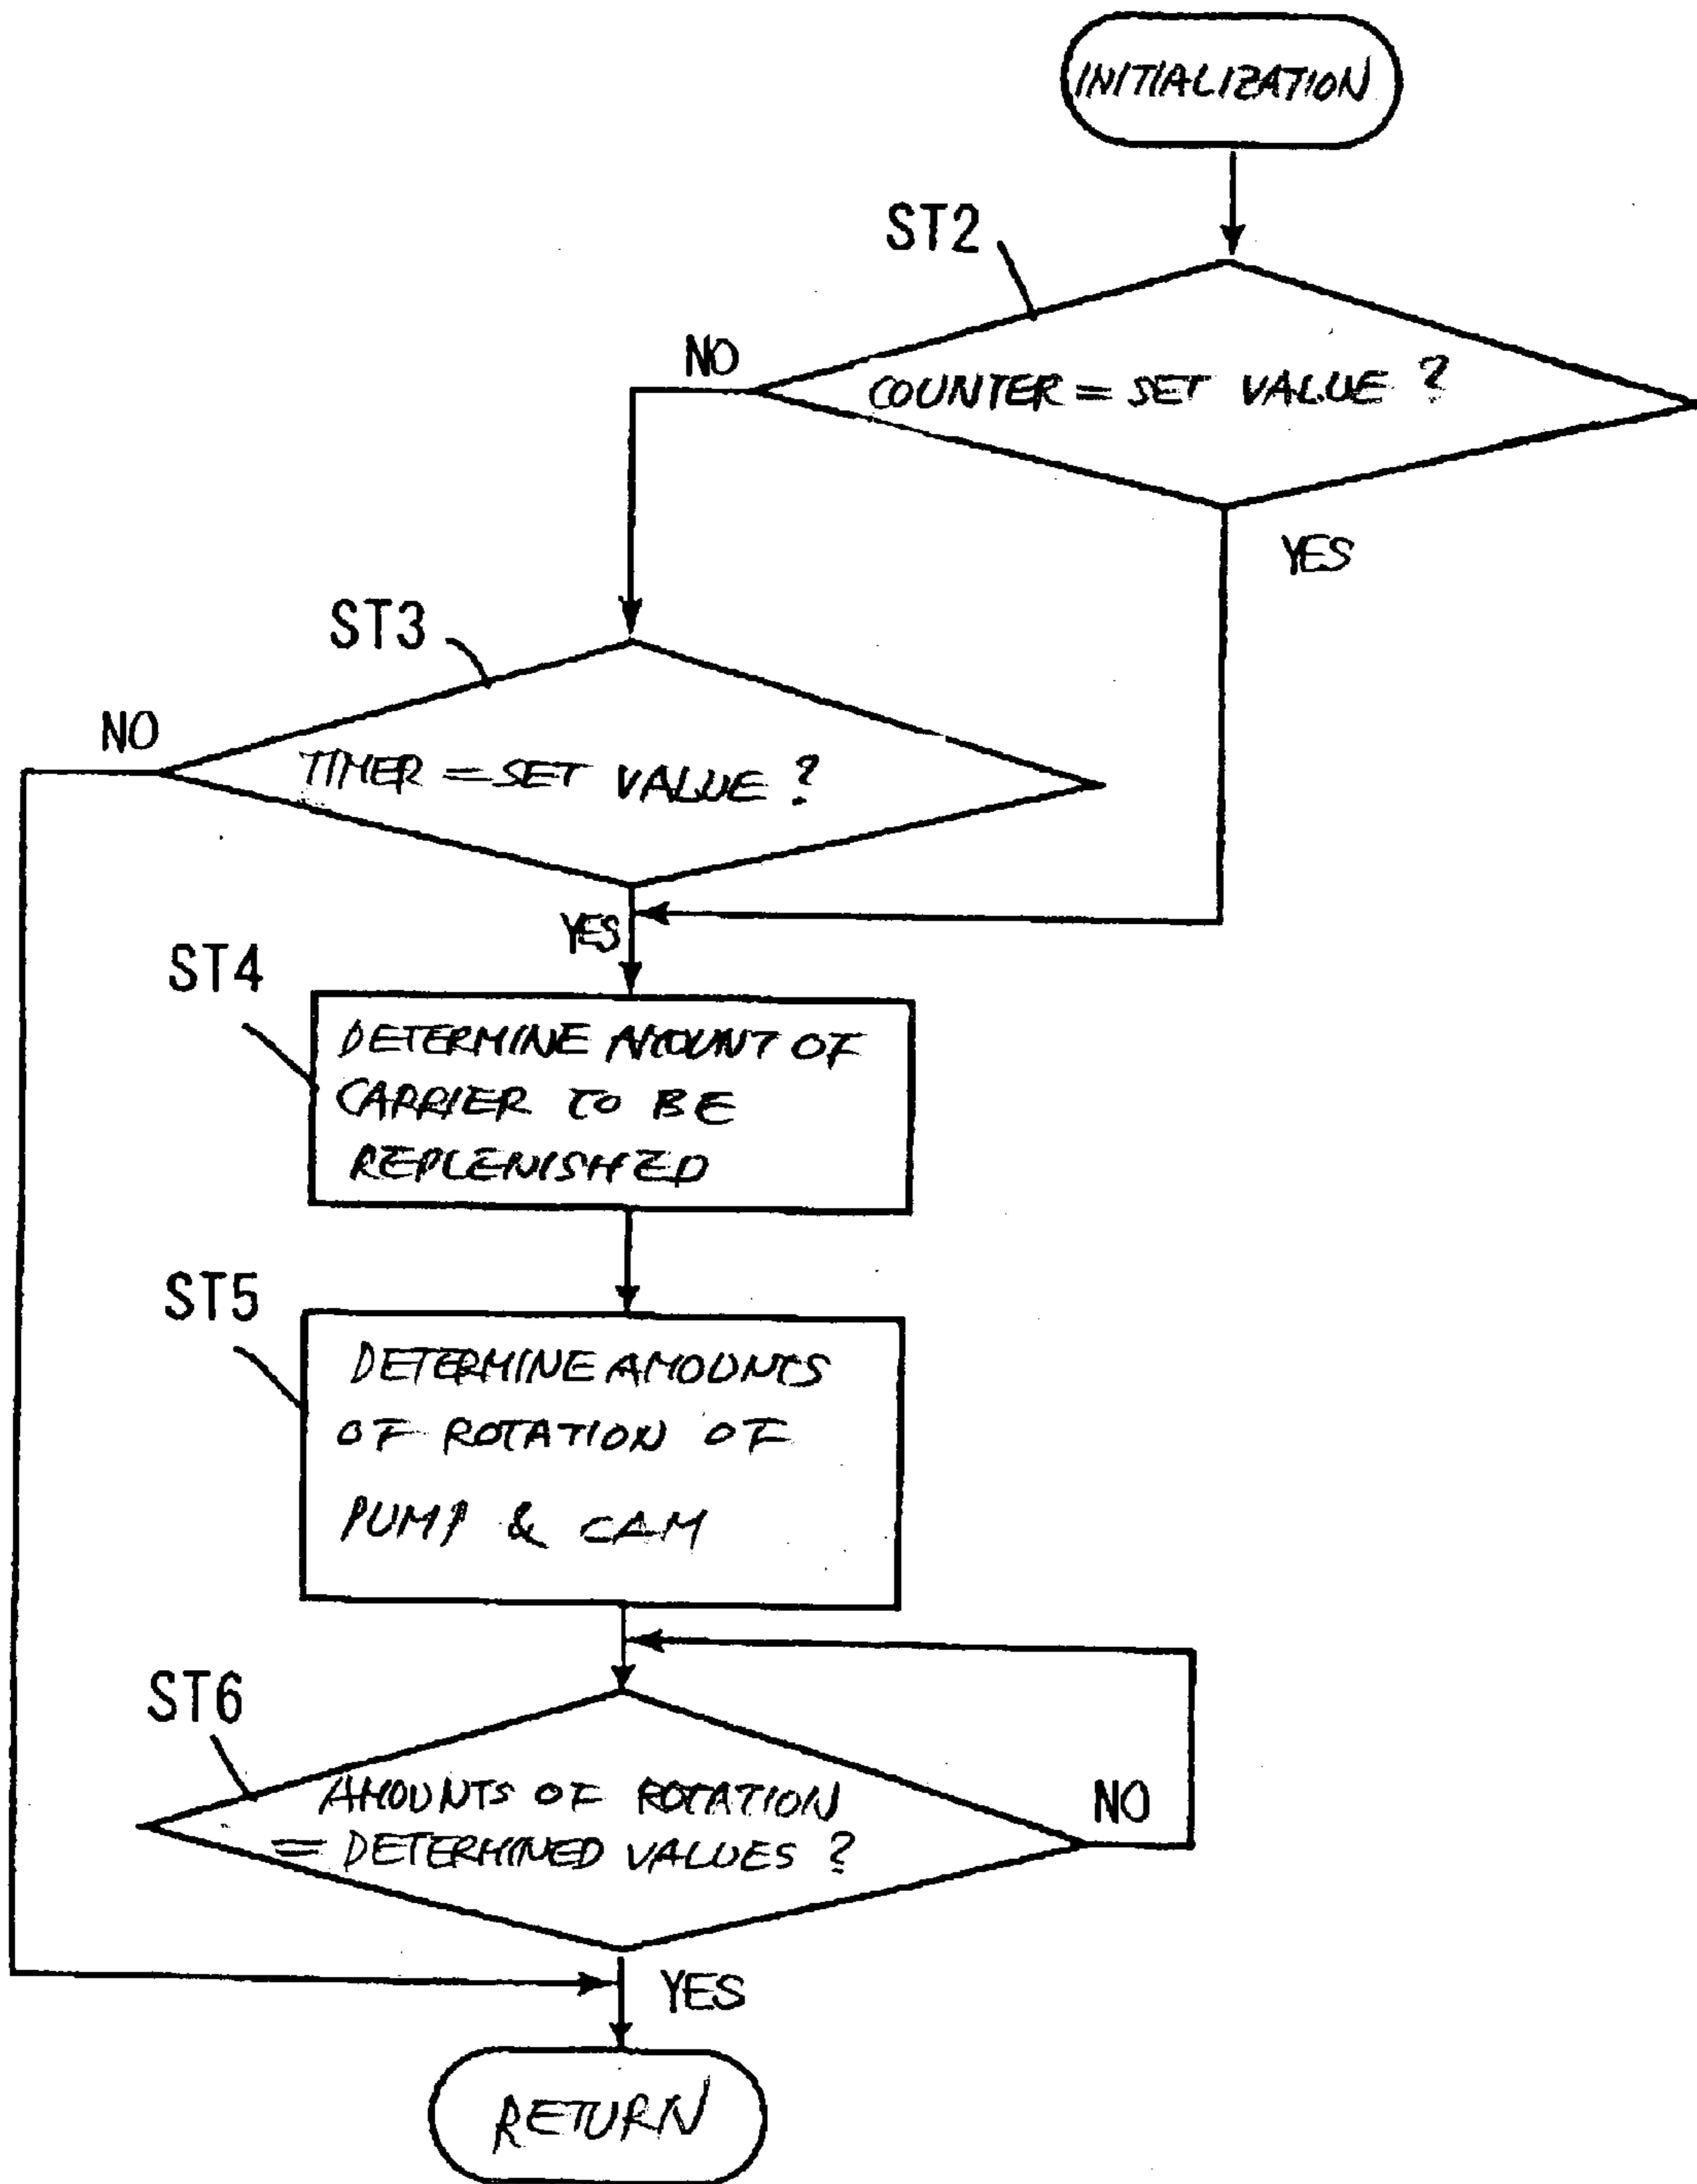 INITIALIZATION
ST2
NO
COUNTER = SET VALUE ?
YES
ST3
NO
TIMER = SET VALUE ?
YES
ST4
DETERMINE AMOUNT OF
CARRIER TO BE
REPLENISHED
ST5
DETERMINE AMOUNTS
OF ROTATION OF
PUMP & CAM
ST6
AMOUNTS OF ROTATION
= DETERMINED VALUES ?
NO
YES
RETURN